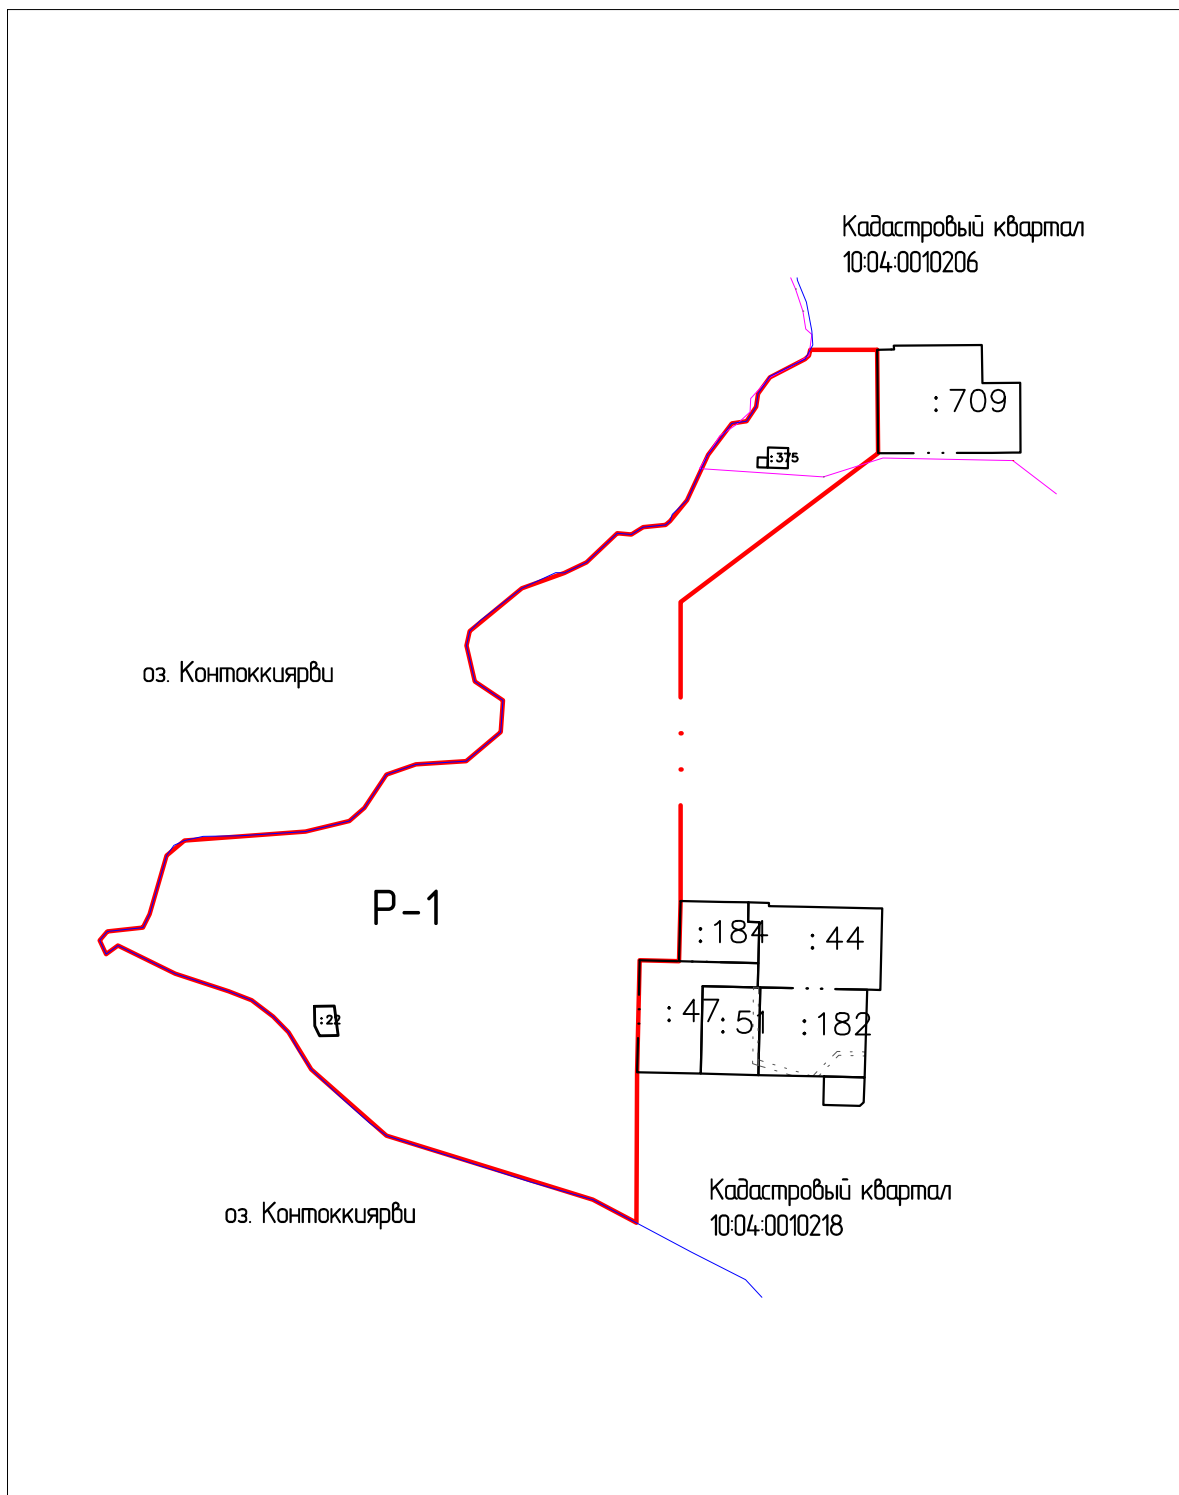 Кадастровый квартал
10:04:0010206
:709
:375
оз. Контоккиярви
Р-1
:184
:44
:47
:51
:182
:22
Кадастровый квартал
10:04:0010218
оз. Контоккиярви